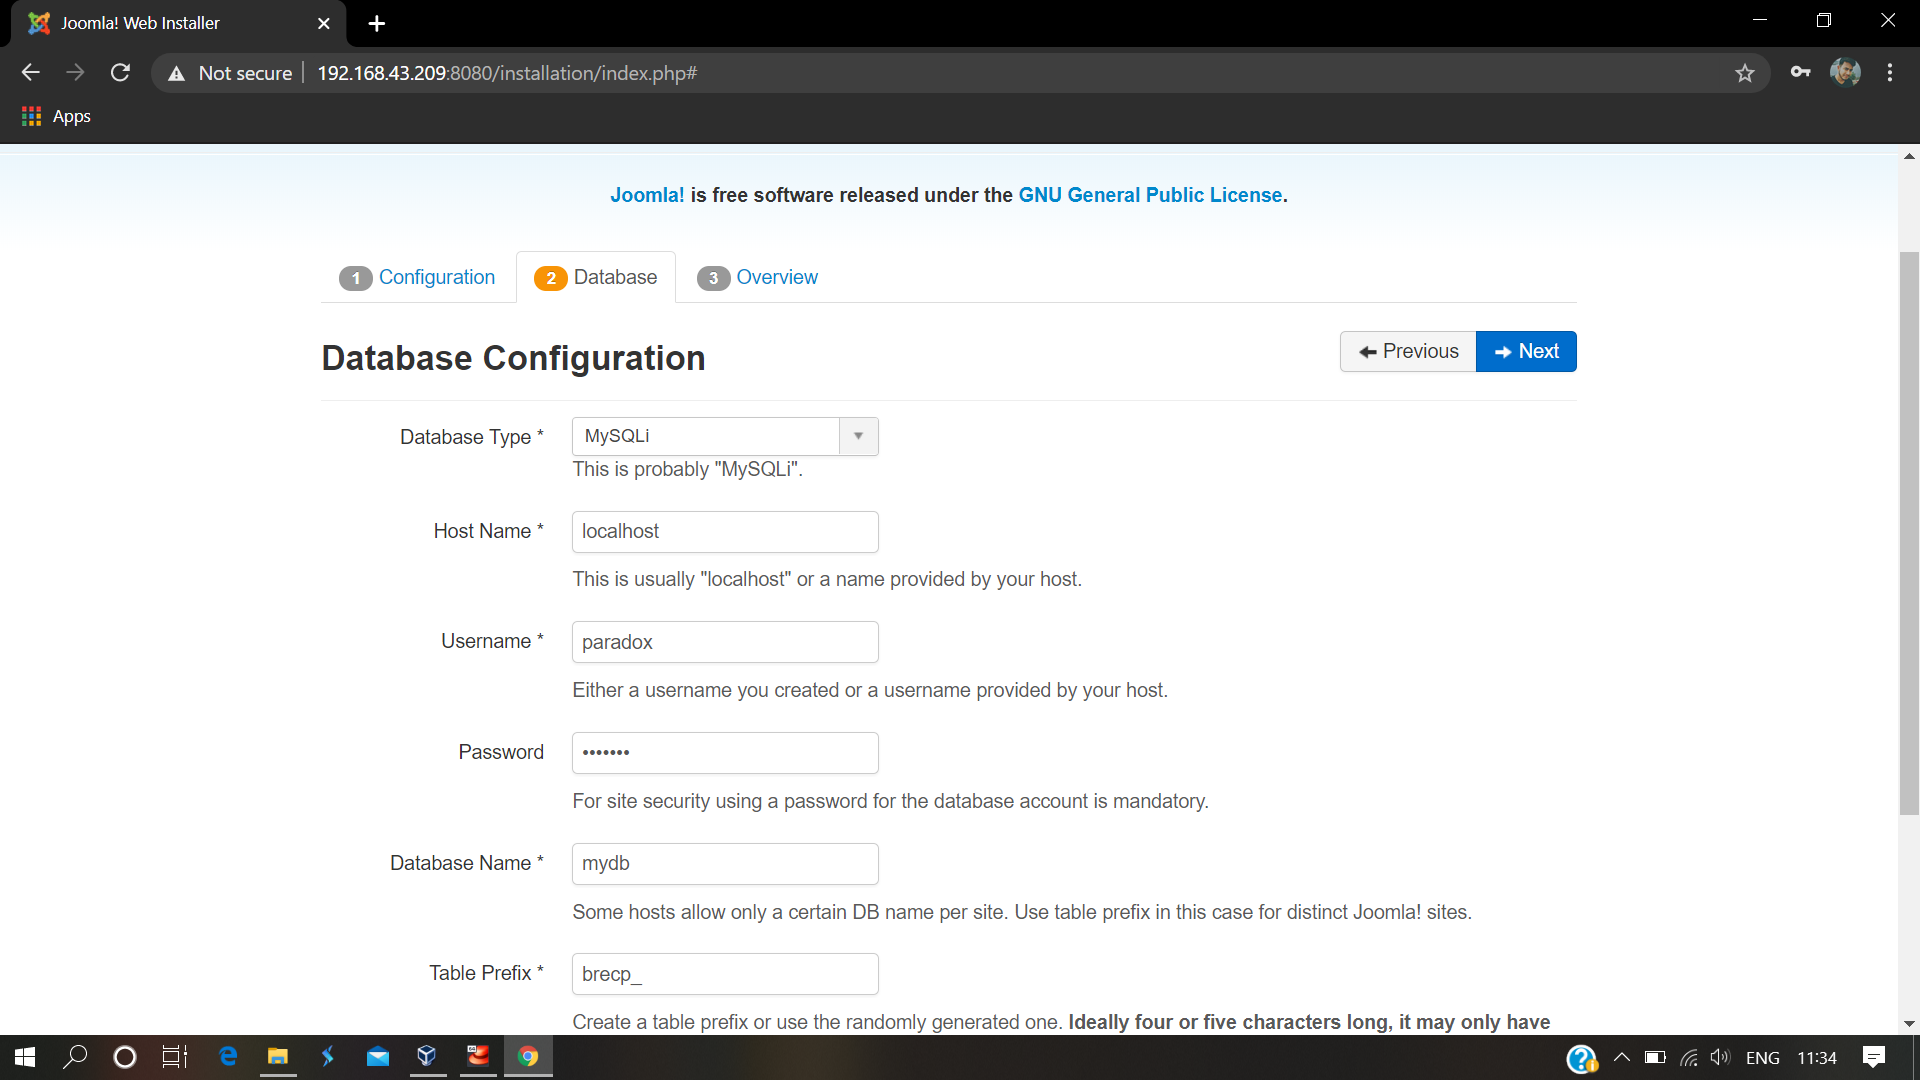 Joomla! Web Installer
Not secure 192.168.43.209:8080/installation/index.php#
Apps
Joomla! is free software released under the GNU General Public License.
1 Configuration 2 Database 3 Overview
Database Configuration
Previous Next
Database Type * MySQLi
This is probably "MySQLi".
Host Name * localhost
This is usually "localhost" or a name provided by your host.
Username * paradox
Either a username you created or a username provided by your host.
Password •••••••
For site security using a password for the database account is mandatory.
Database Name * mydb
Some hosts allow only a certain DB name per site. Use table prefix in this case for distinct Joomla! sites.
Table Prefix * brecp_
Create a table prefix or use the randomly generated one. Ideally four or five characters long, it may only have
ENG 11:34